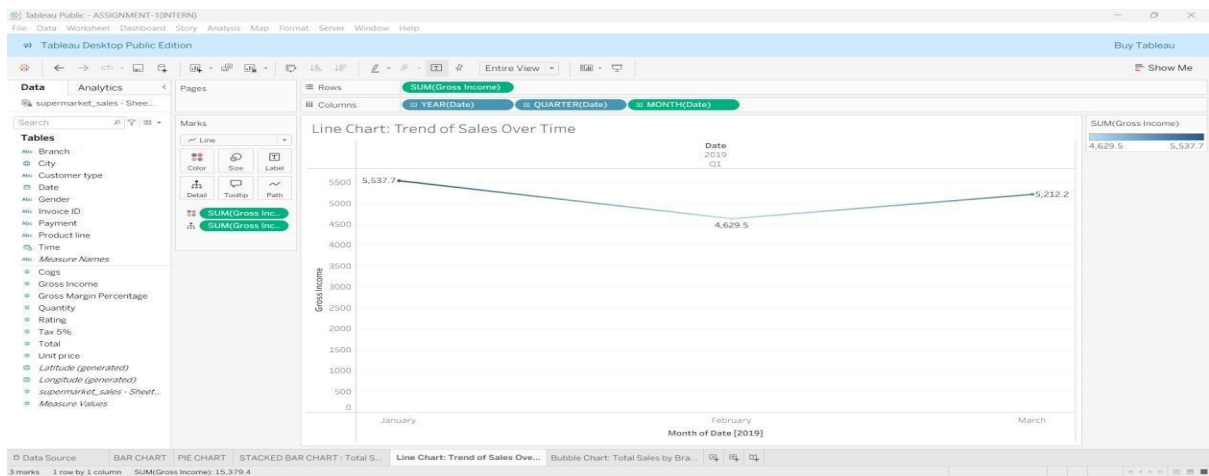 Tableau Public - ASSIGNMENT-1(INTERN)
File Data Worksheet Dashboard Story Analysis Map Format Server Window Help
Tableau Desktop Public Edition
Buy Tableau
Entire View
Show Me
Data Analytics
Pages
Rows
SUM(Gross Income)
supermarket_sales - Shee...
Columns
YEAR(Date)
QUARTER(Date)
MONTH(Date)
Search
Tables
Abc Branch
City
Abc Customer type
Date
Abc Gender
Abc Invoice ID
Abc Payment
Abc Product line
Time
Abc Measure Names
Cogs
Gross Income
Gross Margin Percentage
Quantity
Rating
Tax 5%
Total
Unit price
Latitude (generated)
Longitude (generated)
supermarket_sales - Sheet...
Measure Values
Marks
Line
Color Size Label
Detail Tooltip Path
SUM(Gross Inc..
SUM(Gross Inc..
Line Chart: Trend of Sales Over Time
Date
2019
Q1
5500
5000
4500
4000
3500
3000
2500
2000
1500
1000
500
0
Gross Income
5,537.7
4,629.5
5,212.2
January February March
Month of Date [2019]
SUM(Gross Income)
4,629.5 5,537.7
Data Source BAR CHART PIE CHART STACKED BAR CHART : Total S... Line Chart: Trend of Sales Ove... Bubble Chart: Total Sales by Bra...
3 marks 1 row by 1 column SUM(Gross Income): 15,379.4